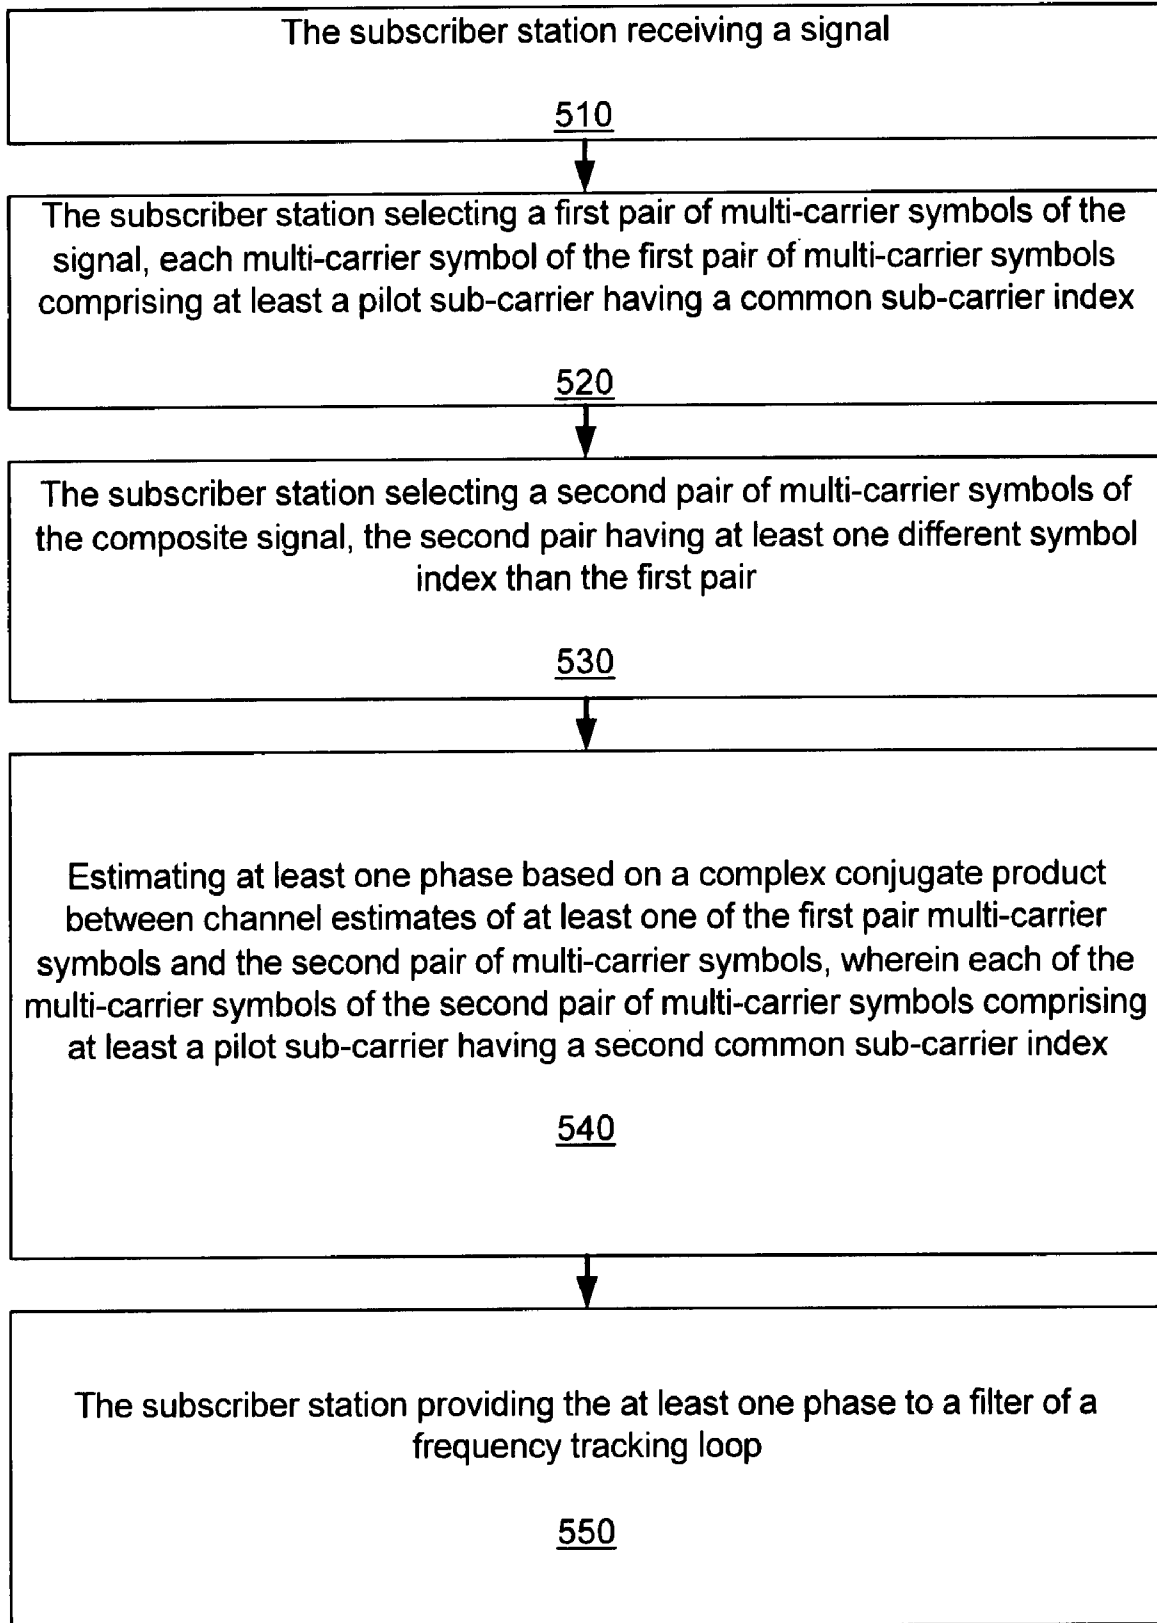 The subscriber station receiving a signal
510
The subscriber station selecting a first pair of multi-carrier symbols of the
signal, each multi-carrier symbol of the first pair of multi-carrier symbols
comprising at least a pilot sub-carrier having a common sub-carrier index
520
The subscriber station selecting a second pair of multi-carrier symbols of
the composite signal, the second pair having at least one different symbol
index than the first pair
530
Estimating at least one phase based on a complex conjugate product
between channel estimates of at least one of the first pair multi-carrier
symbols and the second pair of multi-carrier symbols, wherein each of the
multi-carrier symbols of the second pair of multi-carrier symbols comprising
at least a pilot sub-carrier having a second common sub-carrier index
540
The subscriber station providing the at least one phase to a filter of a
frequency tracking loop
550